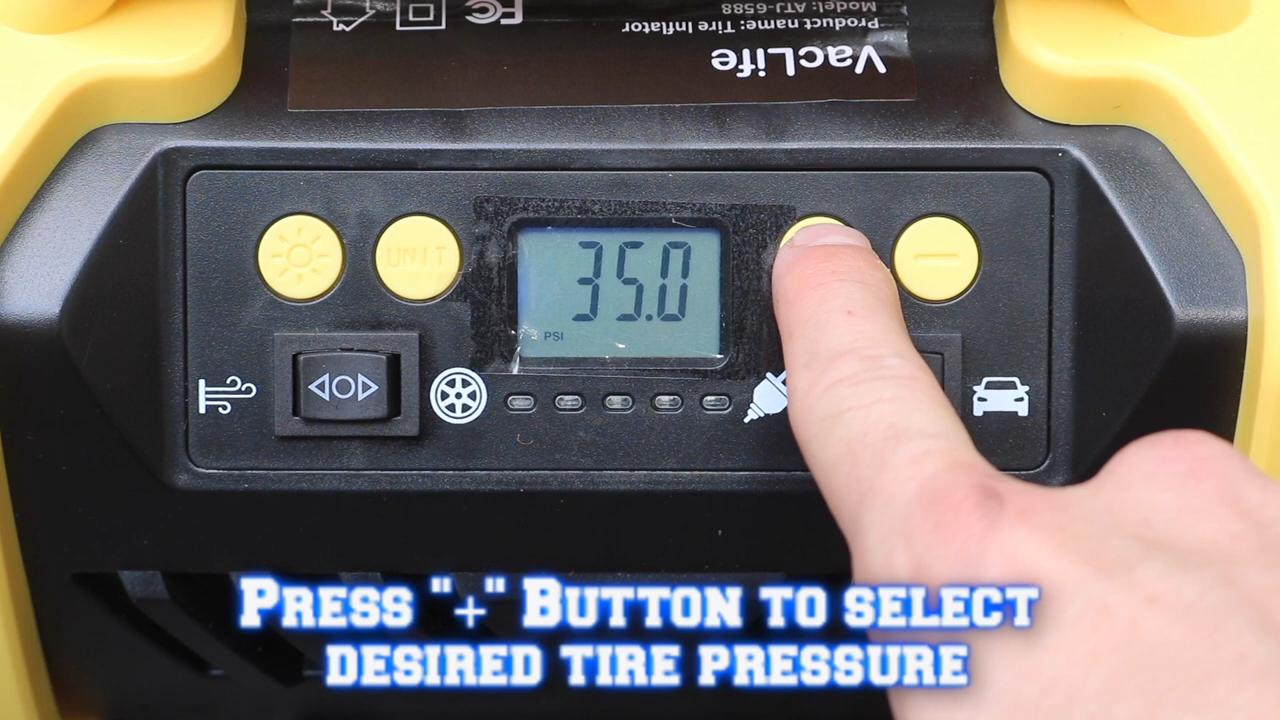 VacLife
Product name: Tire Inflator
Model: ATJ-6588
FC
UNIT
35.0
PSI
PRESS "+" BUTTON TO SELECT
DESIRED TIRE PRESSURE